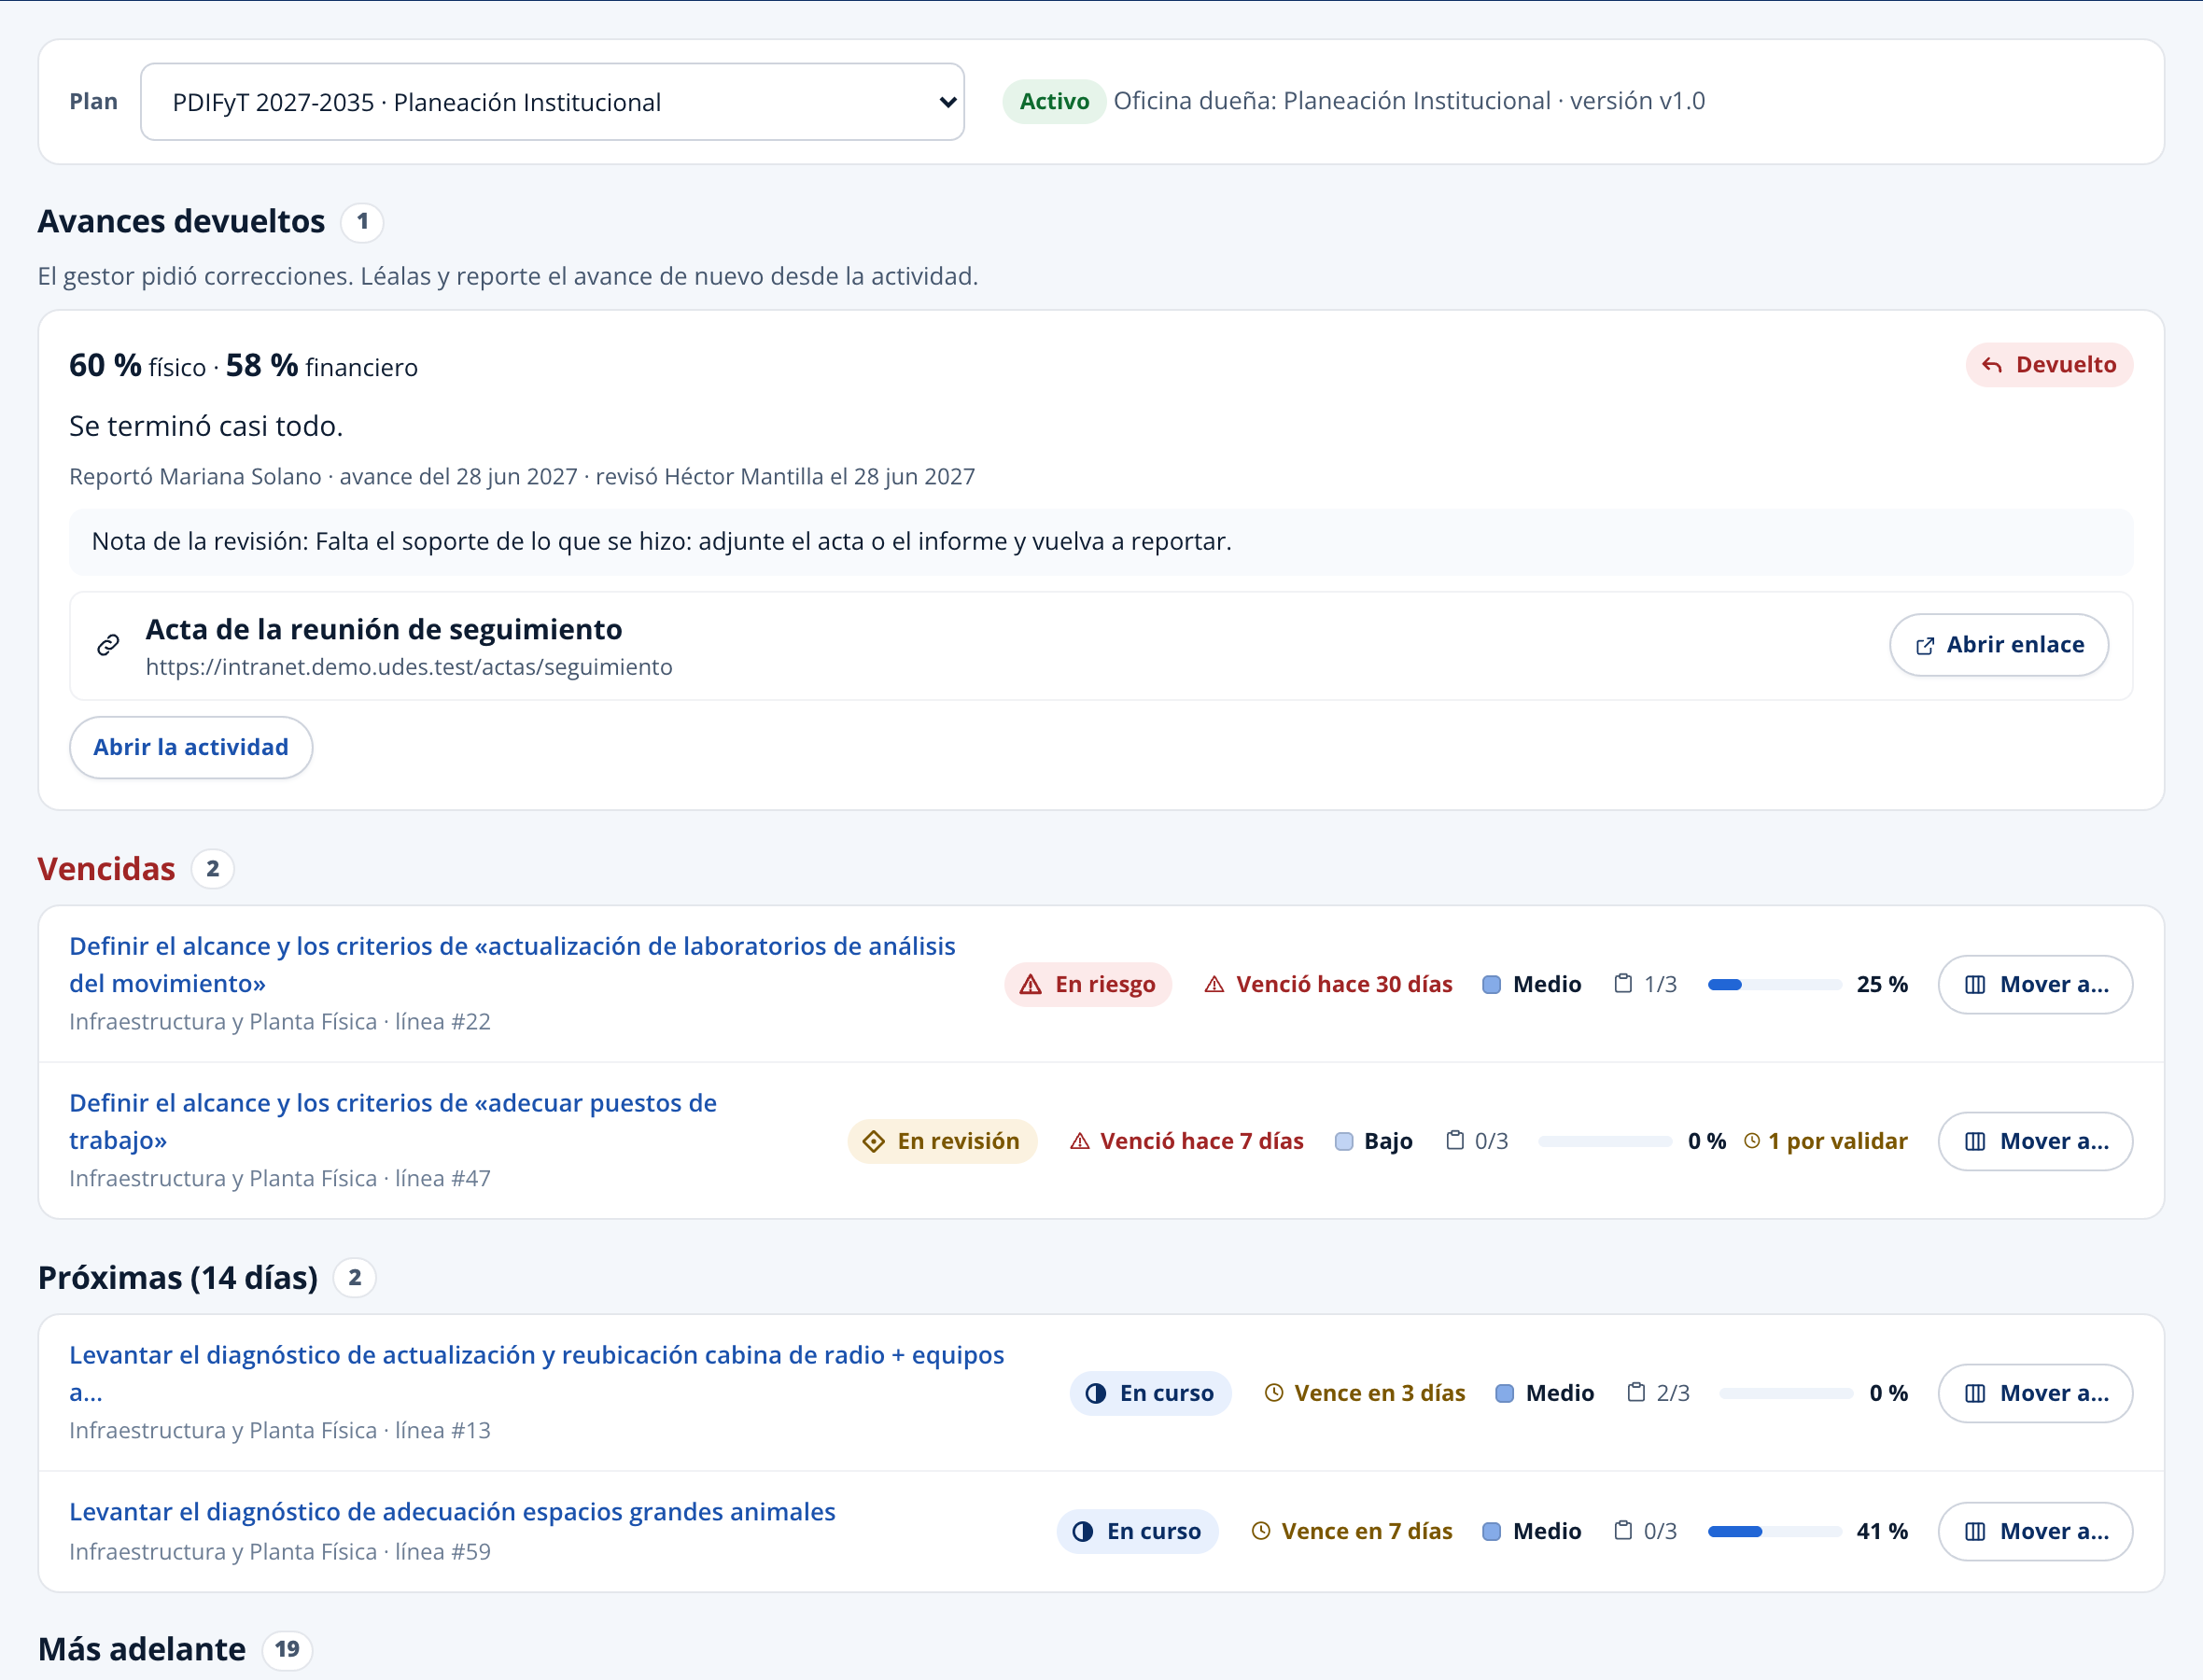 Plan
PDIFyT 2027-2035 · Planeación Institucional
Activo Oficina dueña: Planeación Institucional · versión v1.0
Avances devueltos 1
El gestor pidió correcciones. Léalas y reporte el avance de nuevo desde la actividad.
60 % físico · 58 % financiero
Devuelto
Se terminó casi todo.
Reportó Mariana Solano · avance del 28 jun 2027 · revisó Héctor Mantilla el 28 jun 2027
Nota de la revisión: Falta el soporte de lo que se hizo: adjunte el acta o el informe y vuelva a reportar.
Acta de la reunión de seguimiento
https://intranet.demo.udes.test/actas/seguimiento
Abrir enlace
Abrir la actividad
Vencidas 2
Definir el alcance y los criterios de «actualización de laboratorios de análisis
del movimiento»
Infraestructura y Planta Física · línea #22
En riesgo Venció hace 30 días Medio 1/3 25 % Mover a...
Definir el alcance y los criterios de «adecuar puestos de
trabajo»
Infraestructura y Planta Física · línea #47
En revisión Venció hace 7 días Bajo 0/3 0 % 1 por validar Mover a...
Próximas (14 días) 2
Levantar el diagnóstico de actualización y reubicación cabina de radio + equipos
a...
Infraestructura y Planta Física · línea #13
En curso Vence en 3 días Medio 2/3 0 % Mover a...
Levantar el diagnóstico de adecuación espacios grandes animales
Infraestructura y Planta Física · línea #59
En curso Vence en 7 días Medio 0/3 41 % Mover a...
Más adelante 19